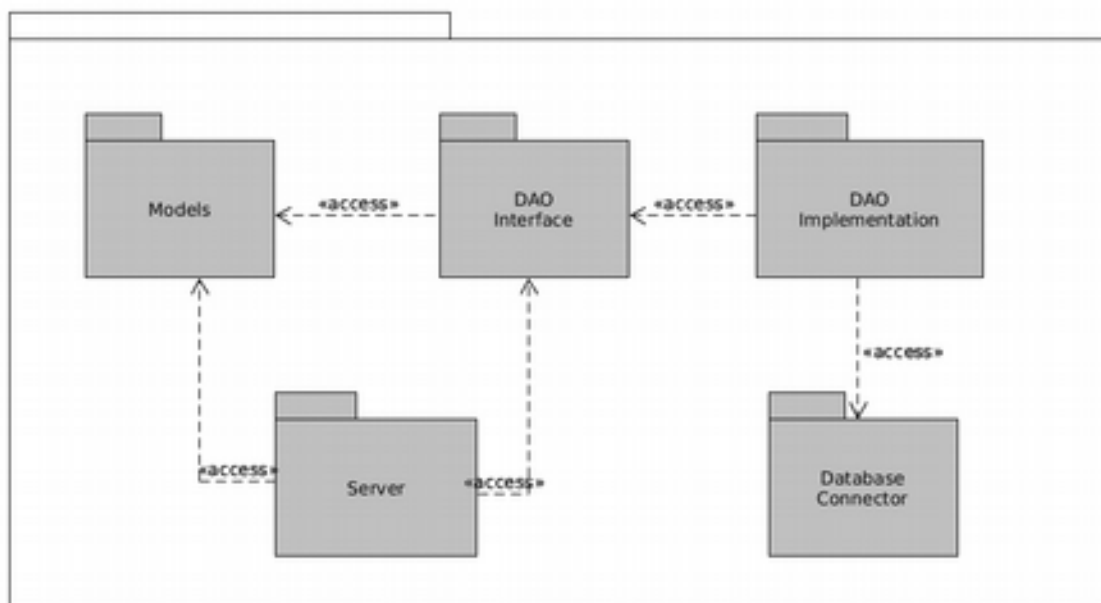 Models
«access»
DAO
Interface
«access»
DAO
Implementation
«access»
«access»
Server
«access»
Database
Connector